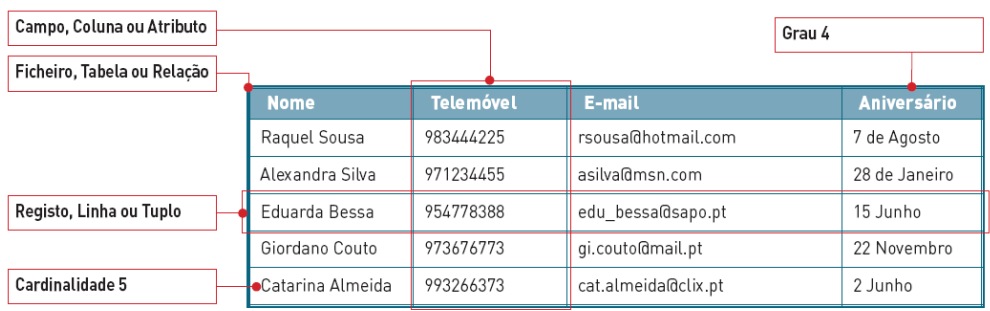 Campo, Coluna ou Atributo
Grau 4
Ficheiro, Tabela ou Relação
Nome Telemóvel E-mail Aniversário
Raquel Sousa 983444225 rsousa@hotmail.com 7 de Agosto
Alexandra Silva 971234455 asilva@msn.com 28 de Janeiro
Registo, Linha ou Tuplo
Eduarda Bessa 954778388 edu_bessa@sapo.pt 15 Junho
Giordano Couto 973676773 gi.couto@mail.pt 22 Novembro
Cardinalidade 5
Catarina Almeida 993266373 cat.almeida@clix.pt 2 Junho